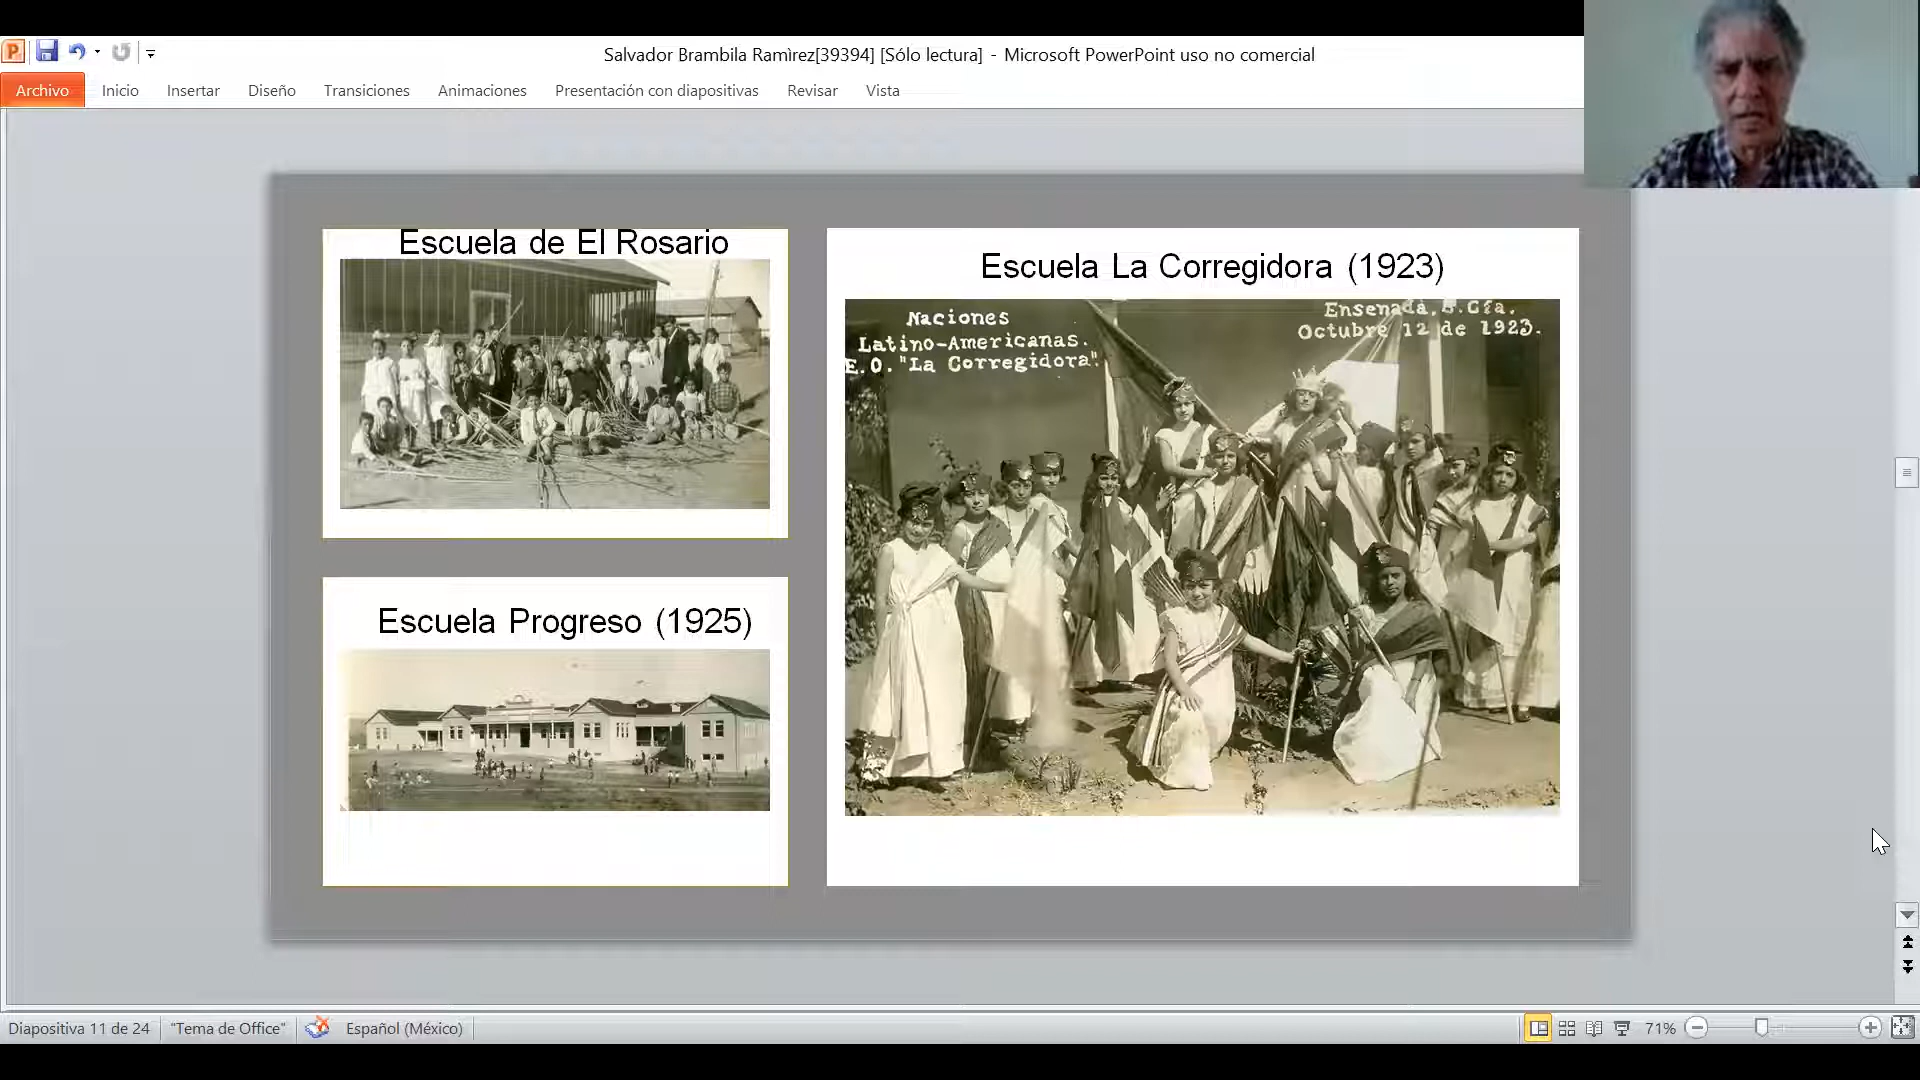 Salvador Brambila Ramìrez[39394] [Sólo lectura] - Microsoft PowerPoint uso no comercial
Archivo Inicio Insertar Diseño Transiciones Animaciones Presentación con diapositivas Revisar Vista
Escuela de El Rosario
Escuela Progreso (1925)
Escuela La Corregidora (1923)
Naciones
Latino-Americanas.
E.O. "La Corregidora".
Ensenada, B.Cfa.
Octubre 12 de 1923.
Diapositiva 11 de 24 "Tema de Office" Español (México) 71%